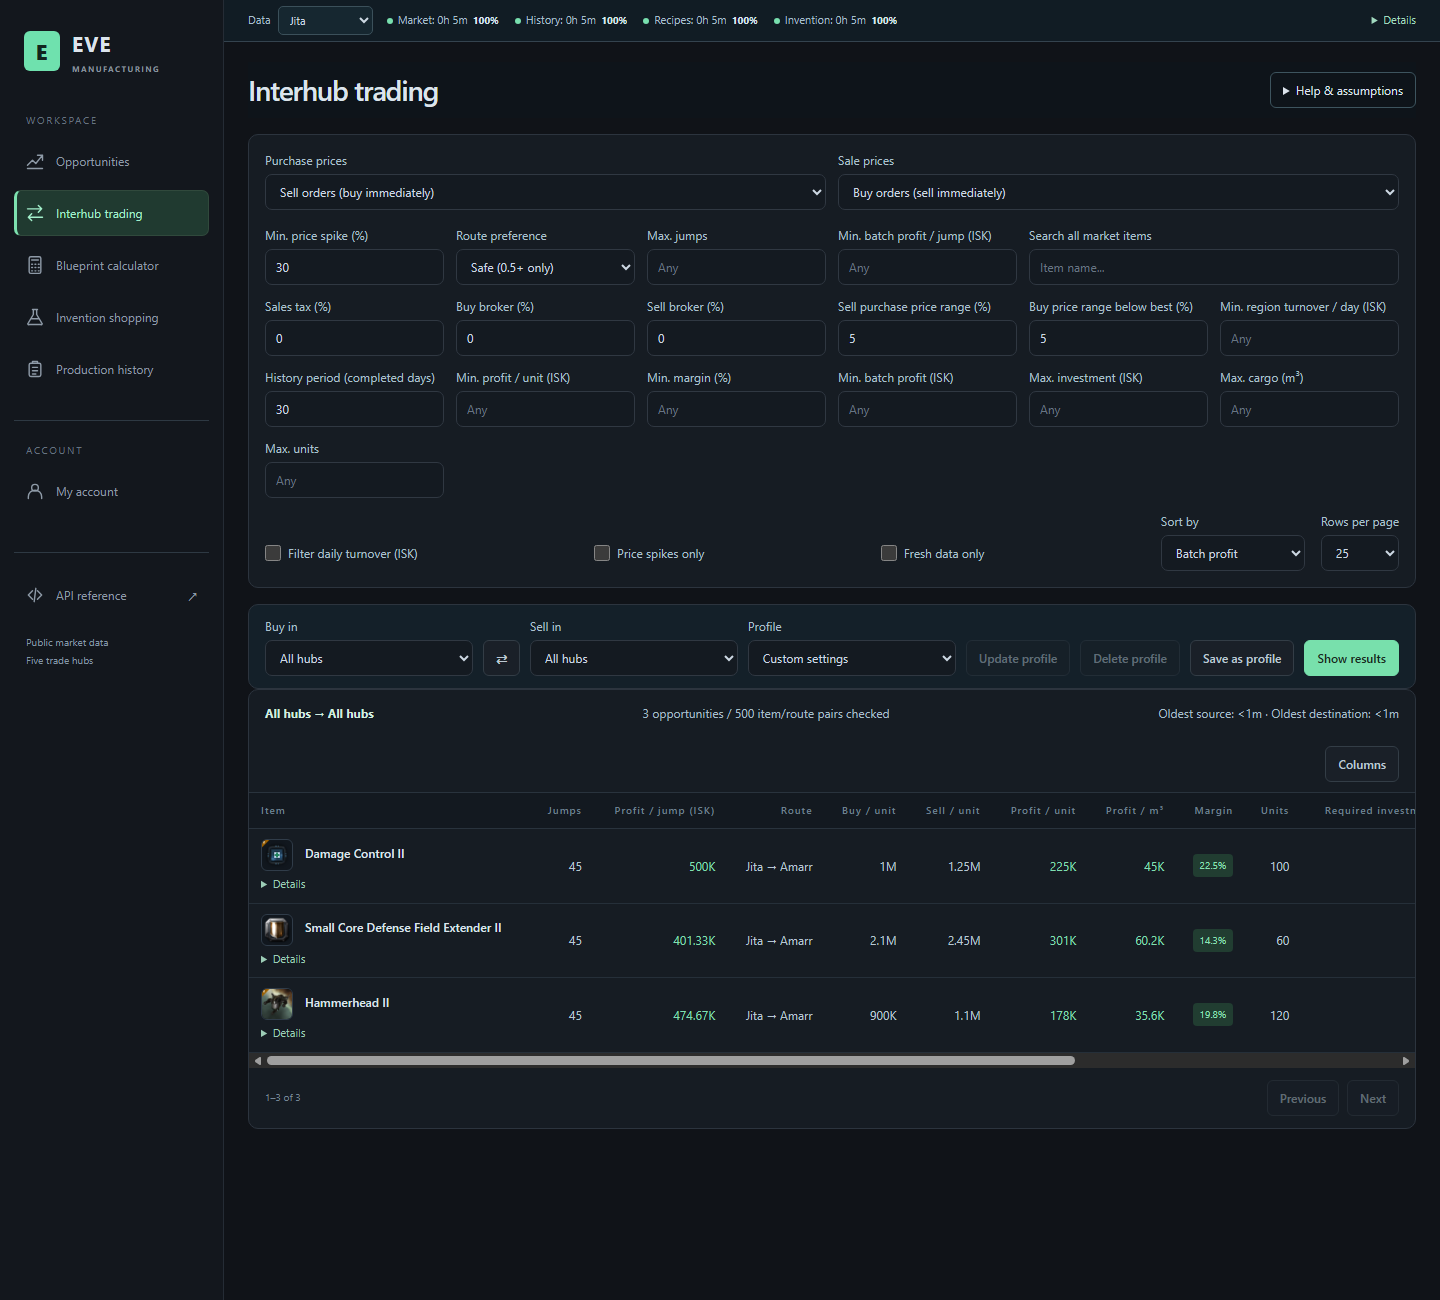 Data Jita Market: 0h 5m 100% History: 0h 5m 100% Recipes: 0h 5m 100% Invention: 0h 5m 100% ▶ Details
E EVE
MANUFACTURING
WORKSPACE
Opportunities
Interhub trading
Blueprint calculator
Invention shopping
Production history
ACCOUNT
My account
API reference ↗
Public market data
Five trade hubs
Interhub trading ▶ Help & assumptions
Purchase prices Sale prices
Sell orders (buy immediately) Buy orders (sell immediately)
Min. price spike (%) Route preference Max. jumps Min. batch profit / jump (ISK) Search all market items
30 Safe (0.5+ only) Any Any Item name...
Sales tax (%) Buy broker (%) Sell broker (%) Sell purchase price range (%) Buy price range below best (%) Min. region turnover / day (ISK)
0 0 0 5 5 Any
History period (completed days) Min. profit / unit (ISK) Min. margin (%) Min. batch profit (ISK) Max. investment (ISK) Max. cargo (m³)
30 Any Any Any Any Any
Max. units
Any
Sort by Rows per page
Filter daily turnover (ISK) Price spikes only Fresh data only Batch profit 25
Buy in Sell in Profile
All hubs ⇄ All hubs Custom settings Update profile Delete profile Save as profile Show results
All hubs → All hubs 3 opportunities / 500 item/route pairs checked Oldest source: <1m · Oldest destination: <1m
Columns
Item Jumps Profit / jump (ISK) Route Buy / unit Sell / unit Profit / unit Profit / m³ Margin Units Required investm
Damage Control II 45 500K Jita → Amarr 1M 1.25M 225K 45K 22.5% 100
▶ Details
Small Core Defense Field Extender II 45 401.33K Jita → Amarr 2.1M 2.45M 301K 60.2K 14.3% 60
▶ Details
Hammerhead II 45 474.67K Jita → Amarr 900K 1.1M 178K 35.6K 19.8% 120
▶ Details
1–3 of 3 Previous Next